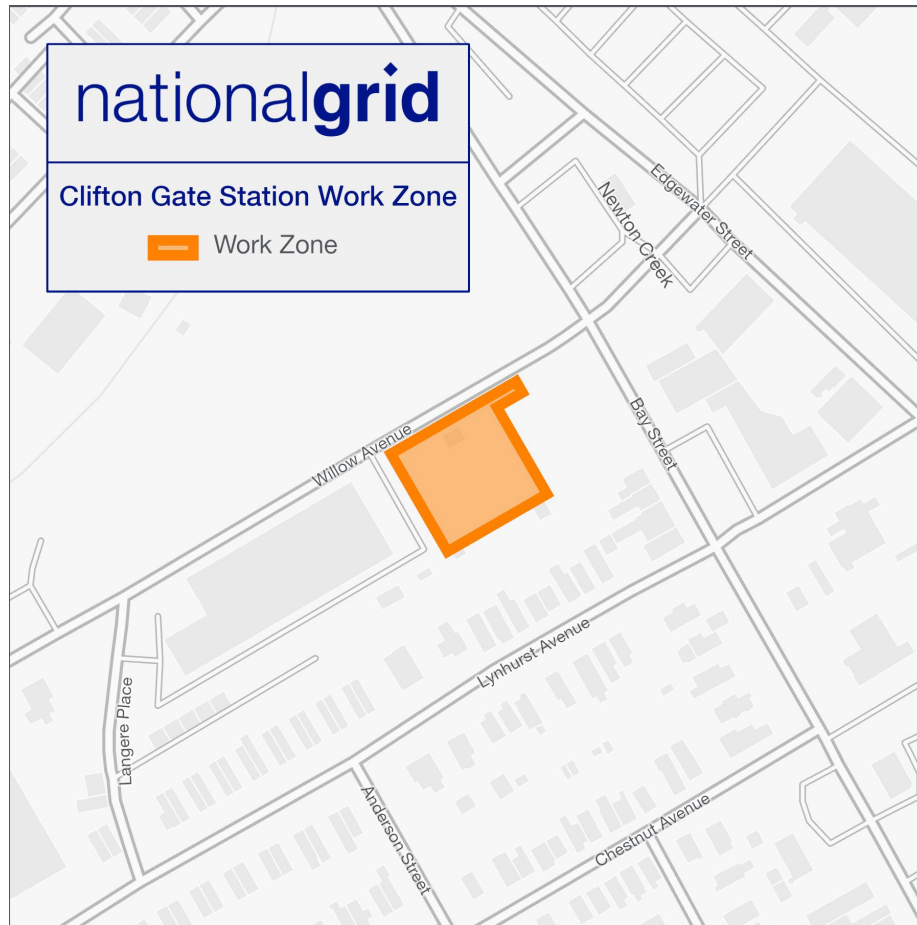 nationalgrid
Clifton Gate Station Work Zone
Work Zone
Edgewater Street
Newton Creek
Bay Street
Willow Avenue
Lynhurst Avenue
Langere Place
Anderson Street
Chestnut Avenue